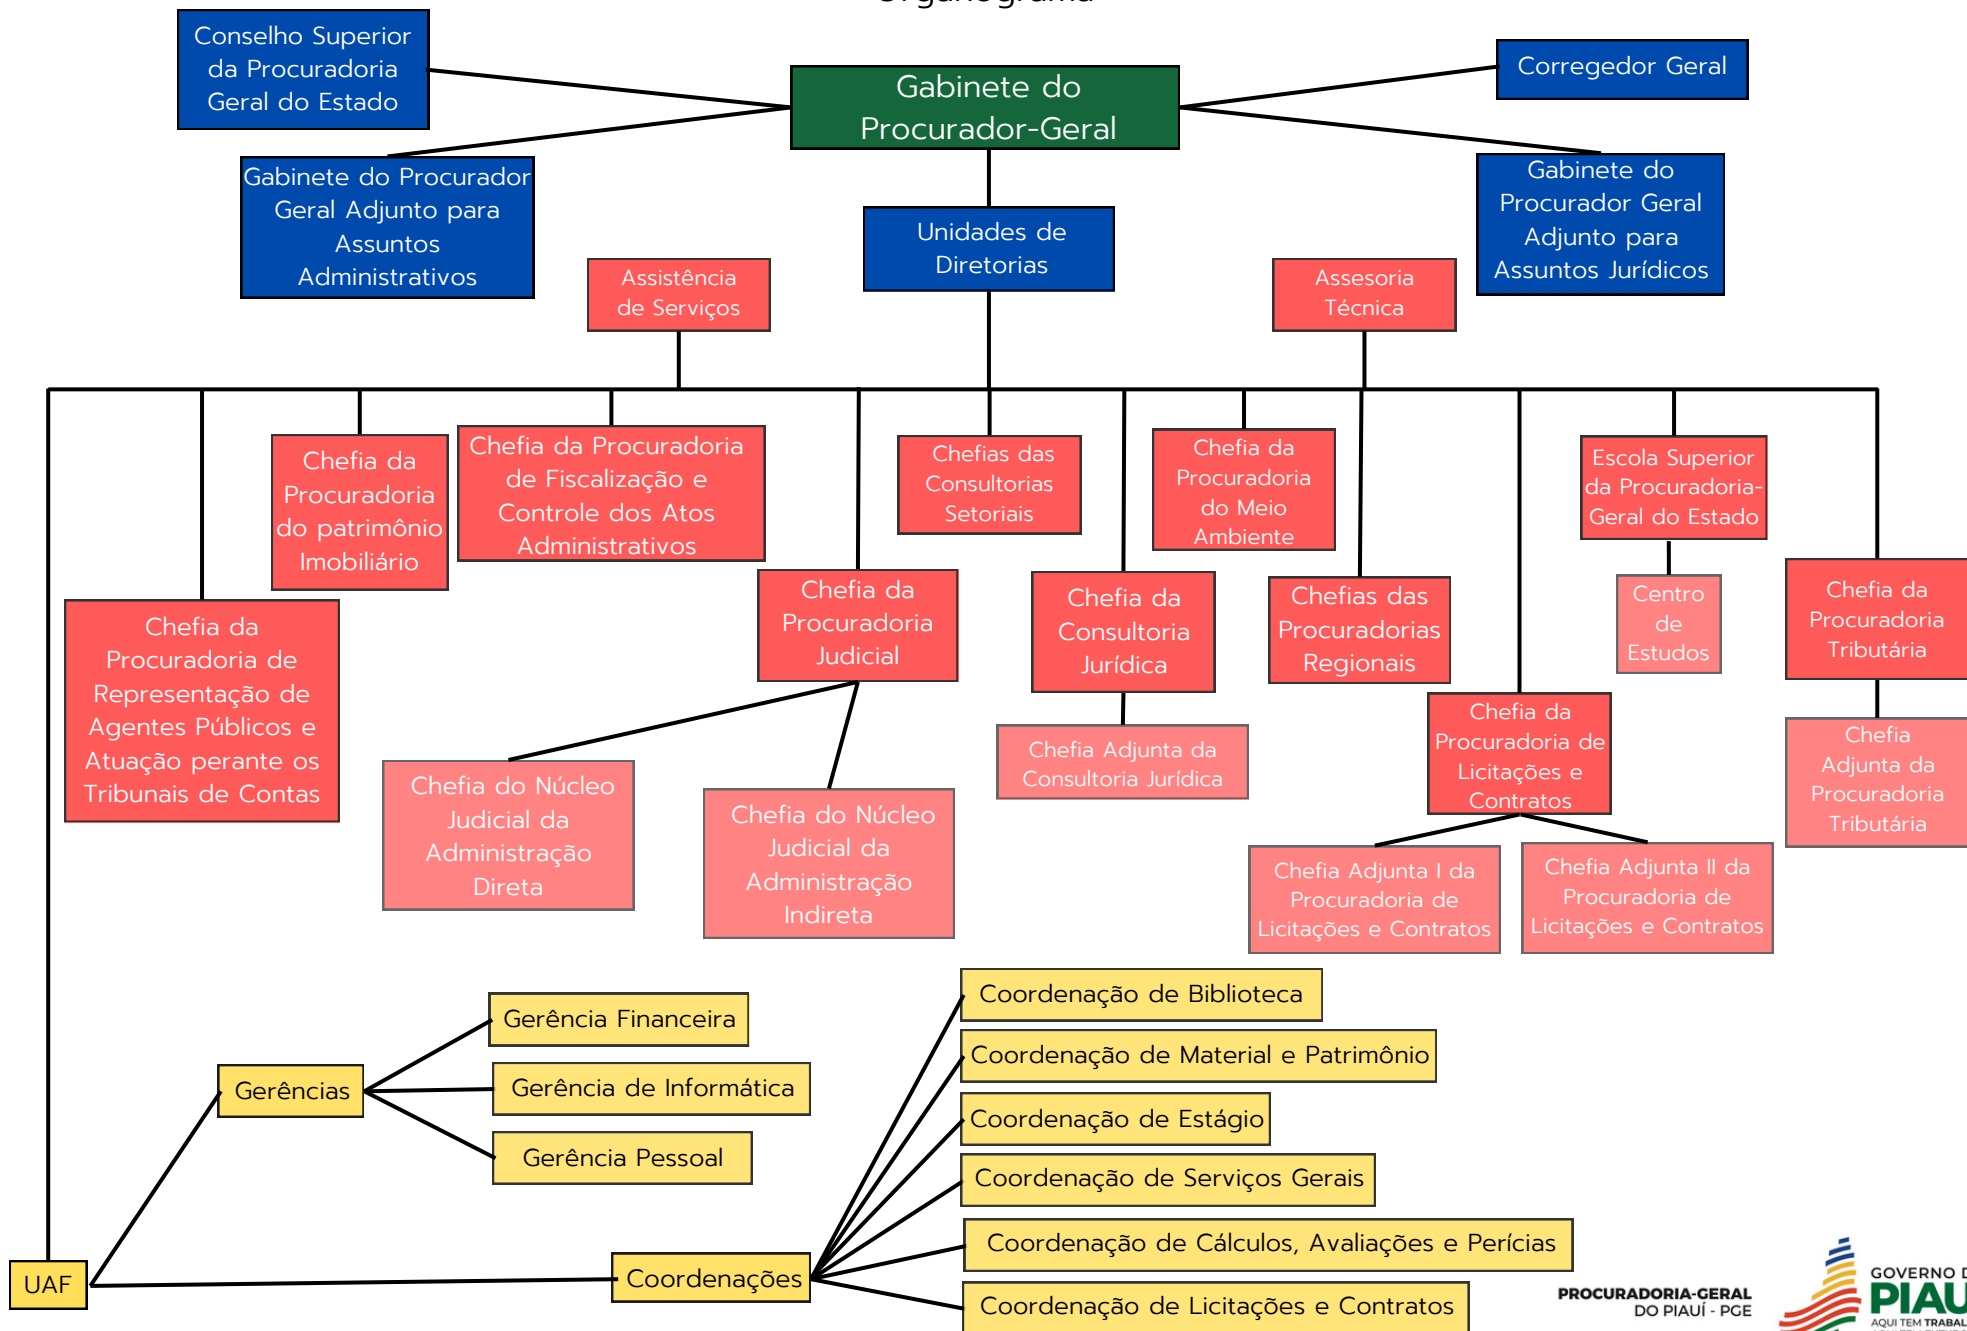 Organograma
Conselho Superior
da Procuradoria
Geral do Estado
Gabinete do
Procurador-Geral
Corregedor Geral
Gabinete do Procurador
Geral Adjunto para
Assuntos
Administrativos
Unidades de
Diretorias
Gabinete do
Procurador Geral
Adjunto para
Assuntos Jurídicos
Assistência
de Serviços
Assesoria
Técnica
Chefia da
Procuradoria
do patrimônio
Imobiliário
Chefia da Procuradoria
de Fiscalização e
Controle dos Atos
Administrativos
Chefias das
Consultorias
Setoriais
Chefia da
Procuradoria
do Meio
Ambiente
Escola Superior
da Procuradoria-
Geral do Estado
Chefia da
Procuradoria de
Representação de
Agentes Públicos e
Atuação perante os
Tribunais de Contas
Chefia da
Procuradoria
Judicial
Chefia da
Consultoria
Jurídica
Chefias das
Procuradorias
Regionais
Centro
de
Estudos
Chefia da
Procuradoria
Tributária
Chefia da
Procuradoria de
Licitações e
Contratos
Chefia do Núcleo
Judicial da
Administração
Direta
Chefia do Núcleo
Judicial da
Administração
Indireta
Chefia Adjunta da
Consultoria Jurídica
Chefia
Adjunta da
Procuradoria
Tributária
Chefia Adjunta I da
Procuradoria de
Licitações e Contratos
Chefia Adjunta II da
Procuradoria de
Licitações e Contratos
Gerências
Gerência Financeira
Gerência de Informática
Gerência Pessoal
Coordenação de Biblioteca
Coordenação de Material e Patrimônio
Coordenação de Estágio
Coordenação de Serviços Gerais
Coordenação de Cálculos, Avaliações e Perícias
Coordenação de Licitações e Contratos
UAF
Coordenações
PROCURADORIA-GERAL
DO PIAUÍ - PGE
GOVERNO D
PIAU
AQUI TEM TRABAL